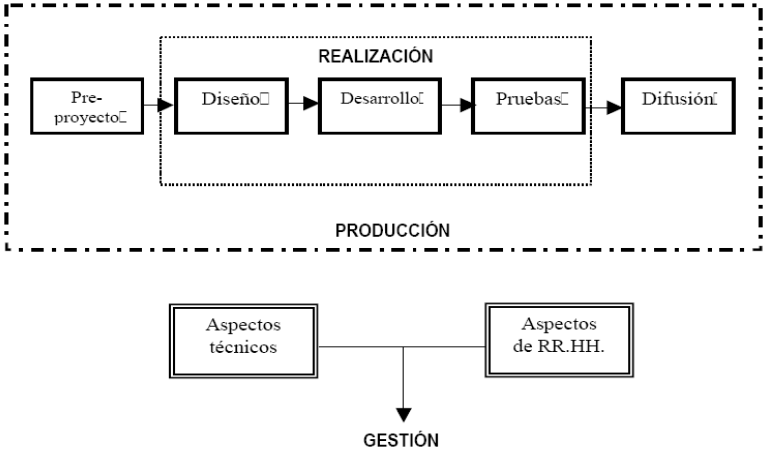 REALIZACIÓN
Pre-
proyecto
Diseño
Desarrollo
Pruebas
Difusión
PRODUCCIÓN
Aspectos
técnicos
Aspectos
de RR.HH.
GESTIÓN